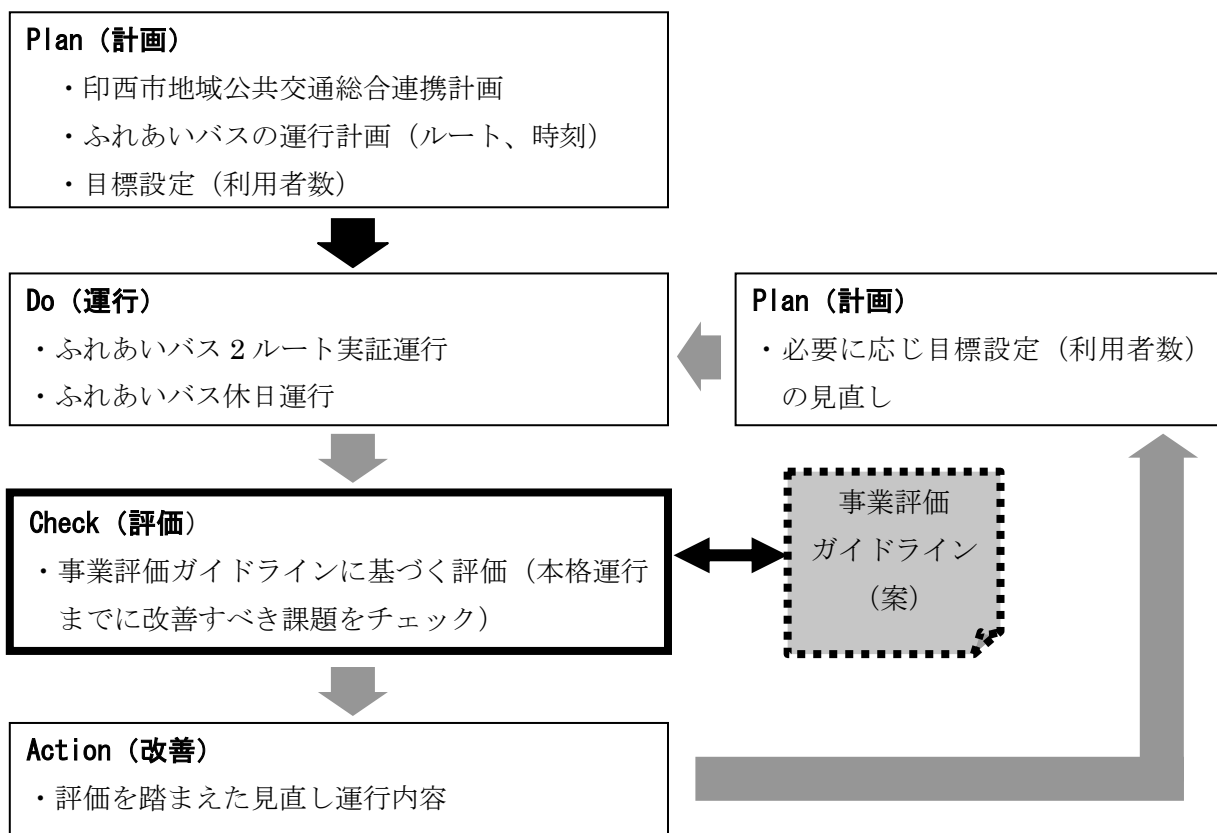 Plan（計画）
・印西市地域公共交通総合連携計画
・ふれあいバスの運行計画（ルート、時刻）
・目標設定（利用者数）
Do（運行）
・ふれあいバス 2 ルート実証運行
・ふれあいバス休日運行
Plan（計画）
・必要に応じ目標設定（利用者数）
の見直し
Check（評価）
・事業評価ガイドラインに基づく評価（本格運行
までに改善すべき課題をチェック）
事業評価
ガイドライン
（案）
Action（改善）
・評価を踏まえた見直し運行内容